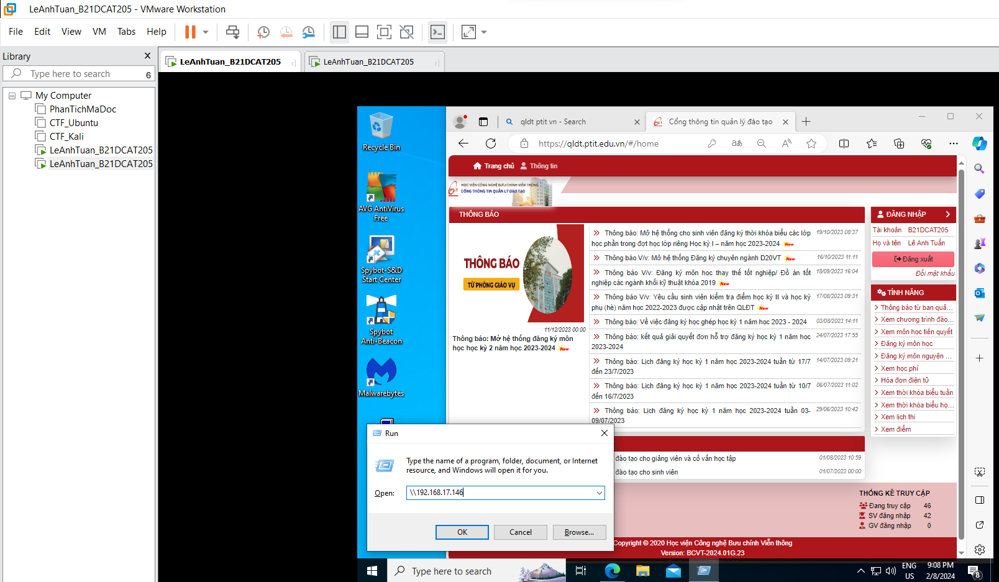 LeAnhTuan_B21DCAT205 - VMware Workstation
File Edit View VM Tabs Help
Library
Type here to search 6
My Computer
PhanTichMaDoc
CTF_Ubuntu
CTF_Kali
LeAnhTuan_B21DCAT205
LeAnhTuan_B21DCAT205
LeAnhTuan_B21DCAT205
LeAnhTuan_B21DCAT205
Recycle Bin
AVG AntiVirus
Free
Spybot-S&D
Start Center
Spybot
Anti-Beacon
Malwarebytes
qldt ptit vn - Search
Cổng thông tin quản lý đào tạo
https://qldt.ptit.edu.vn/#/home
Trang chủ Thông tin
HỌC VIỆN CÔNG NGHỆ BƯU CHÍNH VIỄN THÔNG
CỔNG THÔNG TIN QUẢN LÝ ĐÀO TẠO
THÔNG BÁO
THÔNG BÁO
TỪ PHÒNG GIÁO VỤ
11/12/2023 00:00
Thông báo: Mở hệ thống đăng ký môn
học học kỳ 2 năm học 2023-2024 New
Thông báo: Mở hệ thống cho sinh viên đăng ký thời khóa biểu các lớp 19/10/2023 08:37
học phần trong đợt học lớp riêng Học kỳ I – năm học 2023-2024 New
Thông báo V/v: Mở hệ thống Đăng ký chuyên ngành D20VT New 16/10/2023 11:11
Thông báo V/v: Đăng ký môn học thay thế tốt nghiệp/ Đồ án tốt 18/09/2023 16:04
nghiệp các ngành khối kỹ thuật khóa 2019 New
Thông báo V/v: Yêu cầu sinh viên kiểm tra điểm học kỳ II và học kỳ 17/08/2023 09:31
phụ (hè) năm học 2022-2023 được cập nhật trên QLĐT New
Thông báo: Về việc đăng ký học ghép học kỳ 1 năm học 2023 - 2024 03/08/2023 14:11
Thông báo: kết quả giải quyết đơn hỗ trợ đăng ký học kỳ 1 năm học 24/07/2023 17:55
2023-2024
Thông báo: Lịch đăng ký học kỳ 1 năm học 2023-2024 tuần từ 17/7 14/07/2023 09:21
đến 23/7/2023
Thông báo: Lịch đăng ký học kỳ 1 năm học 2023-2024 tuần từ 10/7 06/07/2023 11:02
đến 16/7/2023
Thông báo: Lịch đăng ký học kỳ 1 năm học 2023-2024 tuần 03- 29/06/2023 10:42
09/07/2023
ĐĂNG NHẬP
Tài khoản B21DCAT205
Họ và tên Lê Anh Tuấn
Đăng xuất
Đổi mật khẩu
TÍNH NĂNG
Thông báo từ ban quả...
Xem chương trình đào...
Xem môn học tiên quyết
Đăng ký môn học
Đăng ký môn nguyện ...
Xem học phí
Hóa đơn điện tử
Xem thời khóa biểu tuần
Xem thời khóa biểu họ...
Xem lịch thi
Xem điểm
đào tạo cho giảng viên và cố vấn học tập 01/08/2023 10:59
đào tạo cho sinh viên 01/07/2023 00:00
THỐNG KÊ TRUY CẬP
Đang truy cập 46
SV đăng nhập 42
GV đăng nhập 0
Copyright © 2020 Học viện Công nghệ Bưu chính Viễn thông
Version: BCVT-2024.01G.23
Run
Type the name of a program, folder, document, or Internet
resource, and Windows will open it for you.
Open: \\192.168.17.146
OK Cancel Browse...
Type here to search
ENG
US
9:08 PM
2/8/2024
8